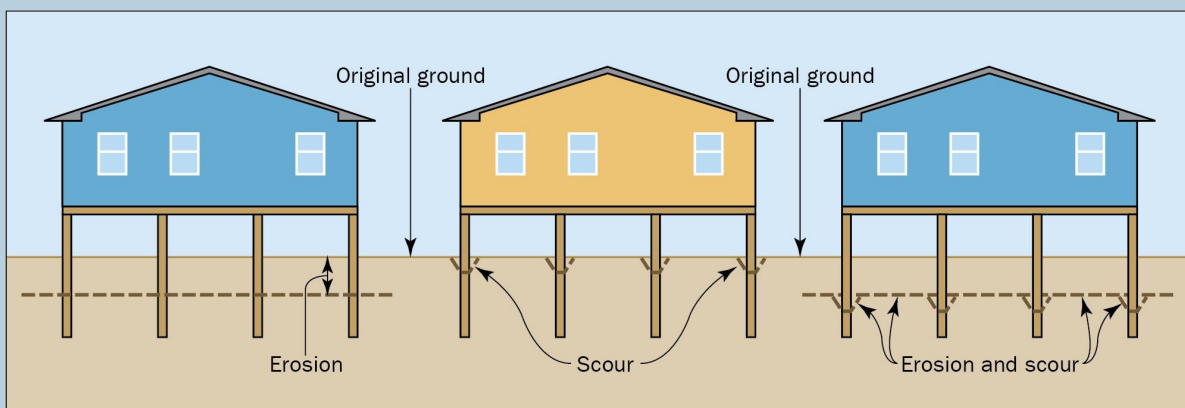 Original ground
Original ground
Erosion
Scour
Erosion and scour